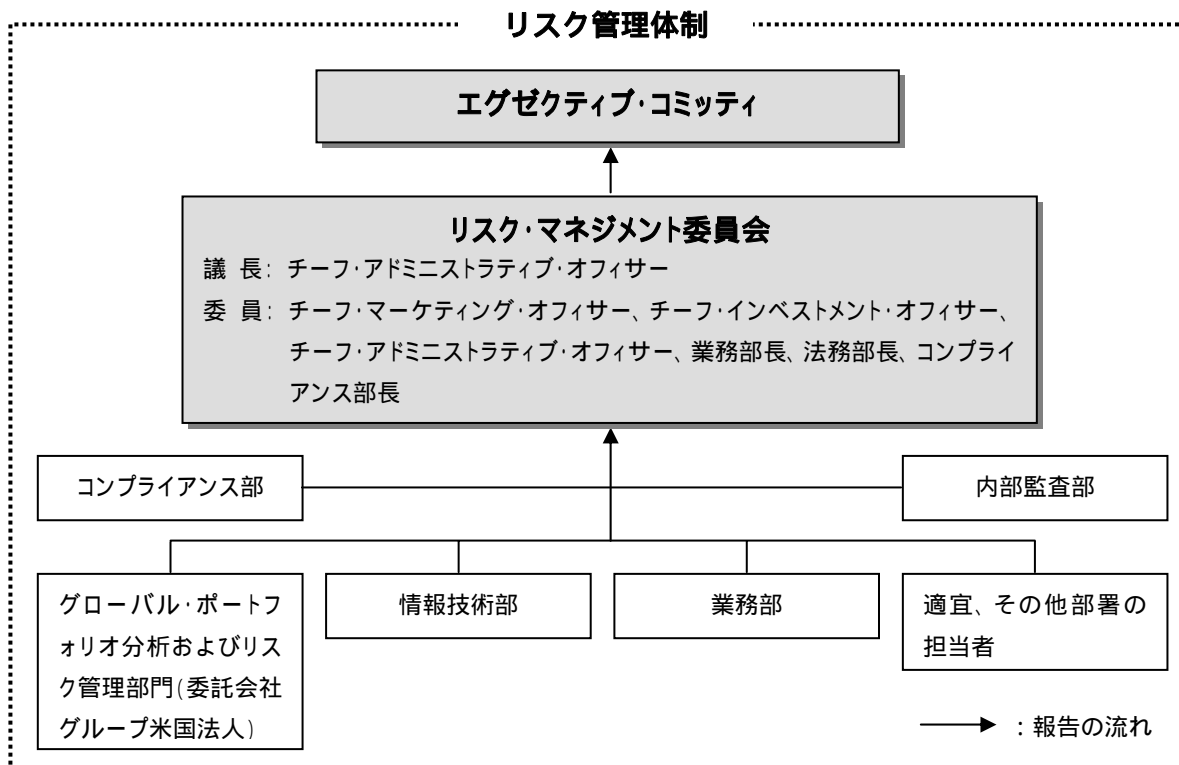 リスク管理体制
エグゼクティブ・コミッティ
リスク・マネジメント委員会
議 長: チーフ・アドミニストラティブ・オフィサー
委 員: チーフ・マーケティング・オフィサー、チーフ・インベストメント・オフィサー、
チーフ・アドミニストラティブ・オフィサー、業務部長、法務部長、コンプライ
アンス部長
コンプライアンス部
内部監査部
グローバル・ポートフ
ォリオ分析およびリス
ク管理部門(委託会社
グループ米国法人)
情報技術部
業務部
適宜、その他部署の
担当者
:報告の流れ